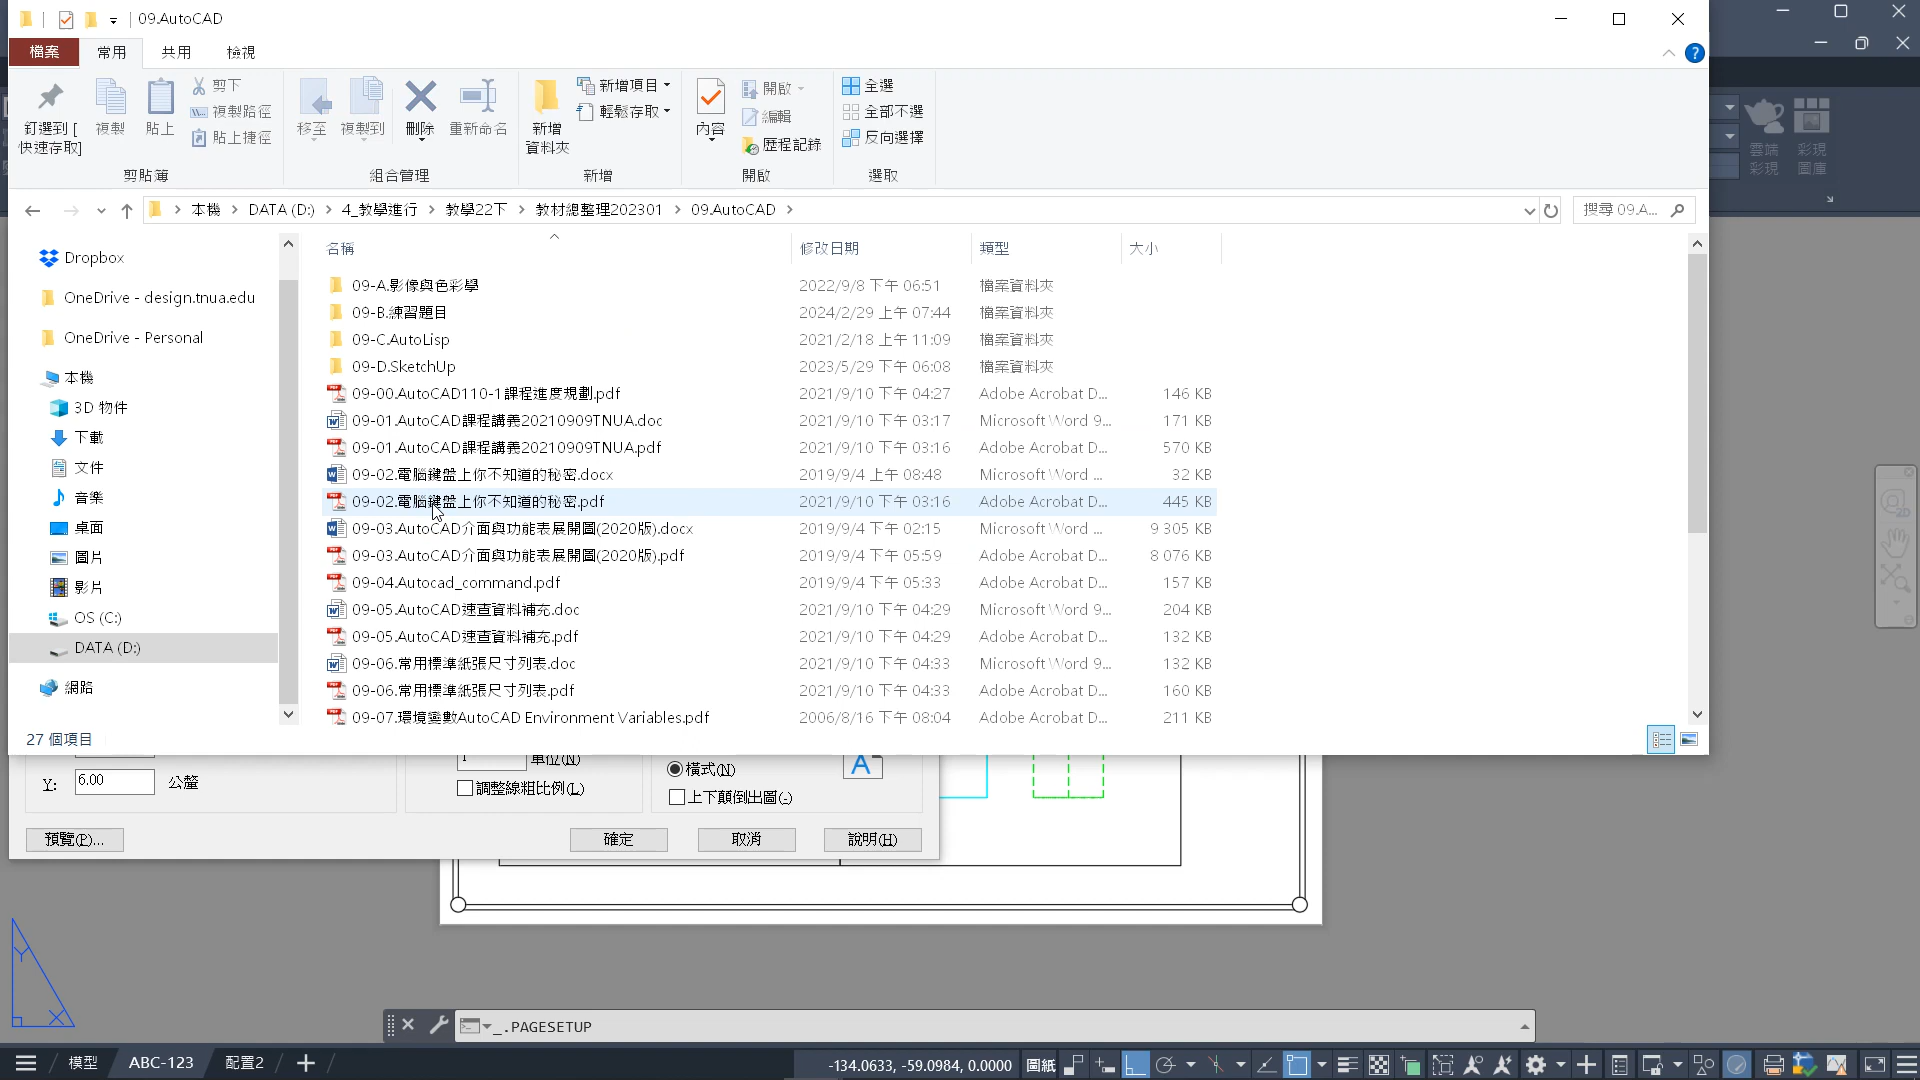 09.AutoCAD
檔案 常用 共用 檢視
釘選到 [快速存取]
複製
貼上
剪下
複製路徑
貼上捷徑
剪貼簿
移至
複製到
刪除
重新命名
組合管理
新增資料夾
新增項目
輕鬆存取
新增
內容
開啟
編輯
歷程記錄
開啟
全選
全部不選
反向選擇
選取
雲端彩現
彩現圖庫
本機 DATA (D:) 4_教學進行 教學22下 教材總整理202301 09.AutoCAD
搜尋 09.A...
Dropbox
OneDrive - design.tnua.edu
OneDrive - Personal
本機
3D 物件
下載
文件
音樂
桌面
圖片
影片
OS (C:)
DATA (D:)
網路
名稱 修改日期 類型 大小
09-A.影像與色彩學 2022/9/8 下午 06:51 檔案資料夾
09-B.練習題目 2024/2/29 上午 07:44 檔案資料夾
09-C.AutoLisp 2021/2/18 上午 11:09 檔案資料夾
09-D.SketchUp 2023/5/29 下午 06:08 檔案資料夾
09-00.AutoCAD110-1課程進度規劃.pdf 2021/9/10 下午 04:27 Adobe Acrobat D... 146 KB
09-01.AutoCAD課程講義20210909TNUA.doc 2021/9/10 下午 03:17 Microsoft Word 9... 171 KB
09-01.AutoCAD課程講義20210909TNUA.pdf 2021/9/10 下午 03:16 Adobe Acrobat D... 570 KB
09-02.電腦鍵盤上你不知道的秘密.docx 2019/9/4 上午 08:48 Microsoft Word ... 32 KB
09-02.電腦鍵盤上你不知道的秘密.pdf 2021/9/10 下午 03:16 Adobe Acrobat D... 445 KB
09-03.AutoCAD介面與功能表展開圖(2020版).docx 2019/9/4 下午 02:15 Microsoft Word ... 9 305 KB
09-03.AutoCAD介面與功能表展開圖(2020版).pdf 2019/9/4 下午 05:59 Adobe Acrobat D... 8 076 KB
09-04.Autocad_command.pdf 2019/9/4 下午 05:33 Adobe Acrobat D... 157 KB
09-05.AutoCAD速查資料補充.doc 2021/9/10 下午 04:29 Microsoft Word 9... 204 KB
09-05.AutoCAD速查資料補充.pdf 2021/9/10 下午 04:29 Adobe Acrobat D... 132 KB
09-06.常用標準紙張尺寸列表.doc 2021/9/10 下午 04:33 Microsoft Word 9... 132 KB
09-06.常用標準紙張尺寸列表.pdf 2021/9/10 下午 04:33 Adobe Acrobat D... 160 KB
09-07.環境變數AutoCAD Environment Variables.pdf 2006/8/16 下午 08:04 Adobe Acrobat D... 211 KB
27 個項目
單位(N)
橫式(N)
A
Y: 6.00 公釐
調整線粗比例(L)
上下顛倒出圖(-)
預覽(P)... 確定 取消 說明(H)
Y
X
_.PAGESETUP
模型 ABC-123 配置2
-134.0633, -59.0984, 0.0000 圖紙